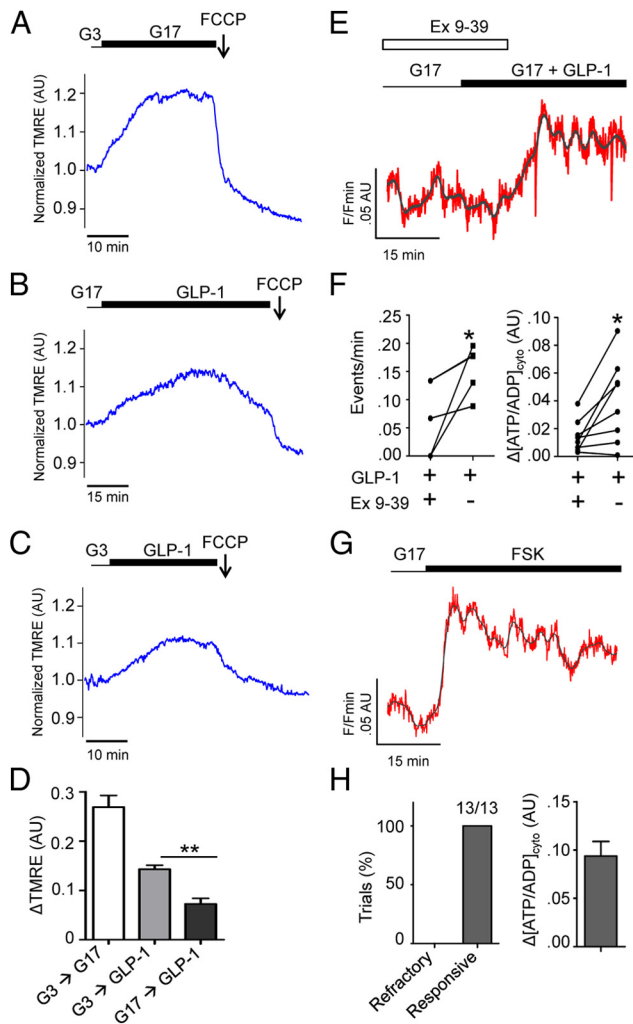 A
FCCP
G3 G17
Normalized TMRE (AU)
1.2
1.1
1.0
0.9
10 min
B
FCCP
G17 GLP-1
Normalized TMRE (AU)
1.2
1.1
1.0
0.9
15 min
C
FCCP
G3 GLP-1
Normalized TMRE (AU)
1.2
1.1
1.0
0.9
10 min
D
ΔTMRE (AU)
0.3
0.2
0.1
0
**
G3 → G17
G3 → GLP-1
G17 → GLP-1
E
Ex 9-39
G17 G17 + GLP-1
F/Fmin
.05 AU
15 min
F
Events/min
0.20
0.15
0.10
.05
.00
*
Δ[ATP/ADP]cyto (AU)
.10
.08
.06
.04
.02
.00
*
GLP-1 + + + +
Ex 9-39 + - + -
G
G17 FSK
F/Fmin
.05 AU
15 min
H
Trials (%)
100
50
0
13/13
Refractory
Responsive
Δ[ATP/ADP]cyto (AU)
0.15
0.10
.05
.00